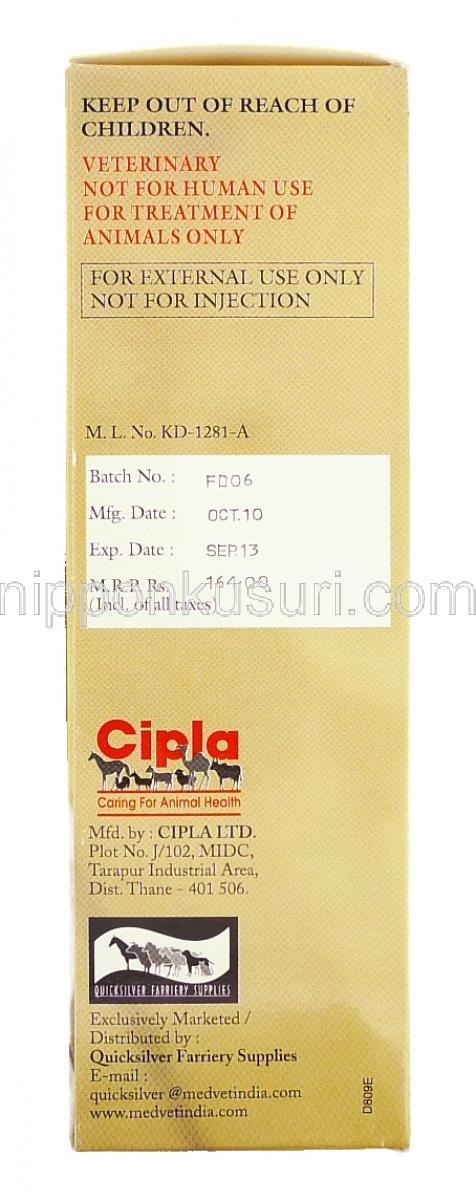 KEEP OUT OF REACH OF
CHILDREN.
VETERINARY
NOT FOR HUMAN USE
FOR TREATMENT OF
ANIMALS ONLY
FOR EXTERNAL USE ONLY
NOT FOR INJECTION
M. L. No. KD-1281-A
Batch No. : FD06
Mfg. Date : OCT.10
Exp. Date : SEP.13
M.R.P. Rs. 164.00
(Incl. of all taxes)
nipponkusuri.com
Cipla
Caring For Animal Health
Mfd. by : CIPLA LTD.
Plot No. J/102, MIDC,
Tarapur Industrial Area,
Dist. Thane - 401 506.
QUICKSILVER FARRIERY SUPPLIES
Exclusively Marketed /
Distributed by :
Quicksilver Farriery Supplies
E-mail :
quicksilver @medvetindia.com
www.medvetindia.com
D809E